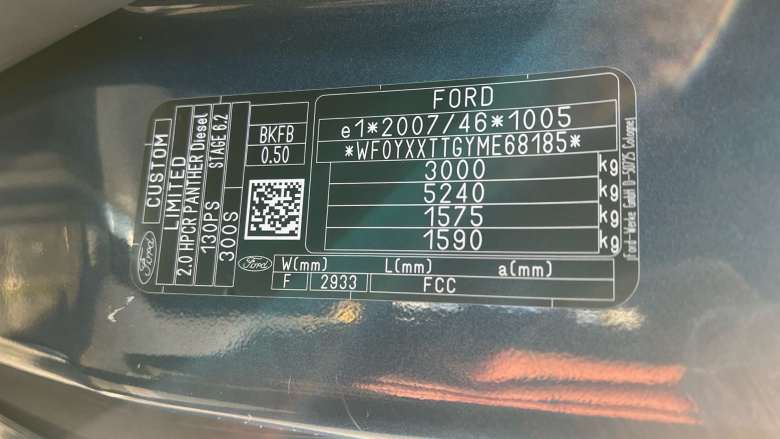 FORD
e1*2007/46*1005
*WF0YXXTTGYME68185*
3000 kg
5240 kg
1575 kg
1590 kg
Ford
CUSTOM
LIMITED
2.0 HPCR PANTHER Diesel
130PS STAGE 6.2
300S
BKFB
0.50
Ford
W(mm) L(mm) a(mm)
F 2933 FCC
Ford-Werke GmbH D-50725 Cologne